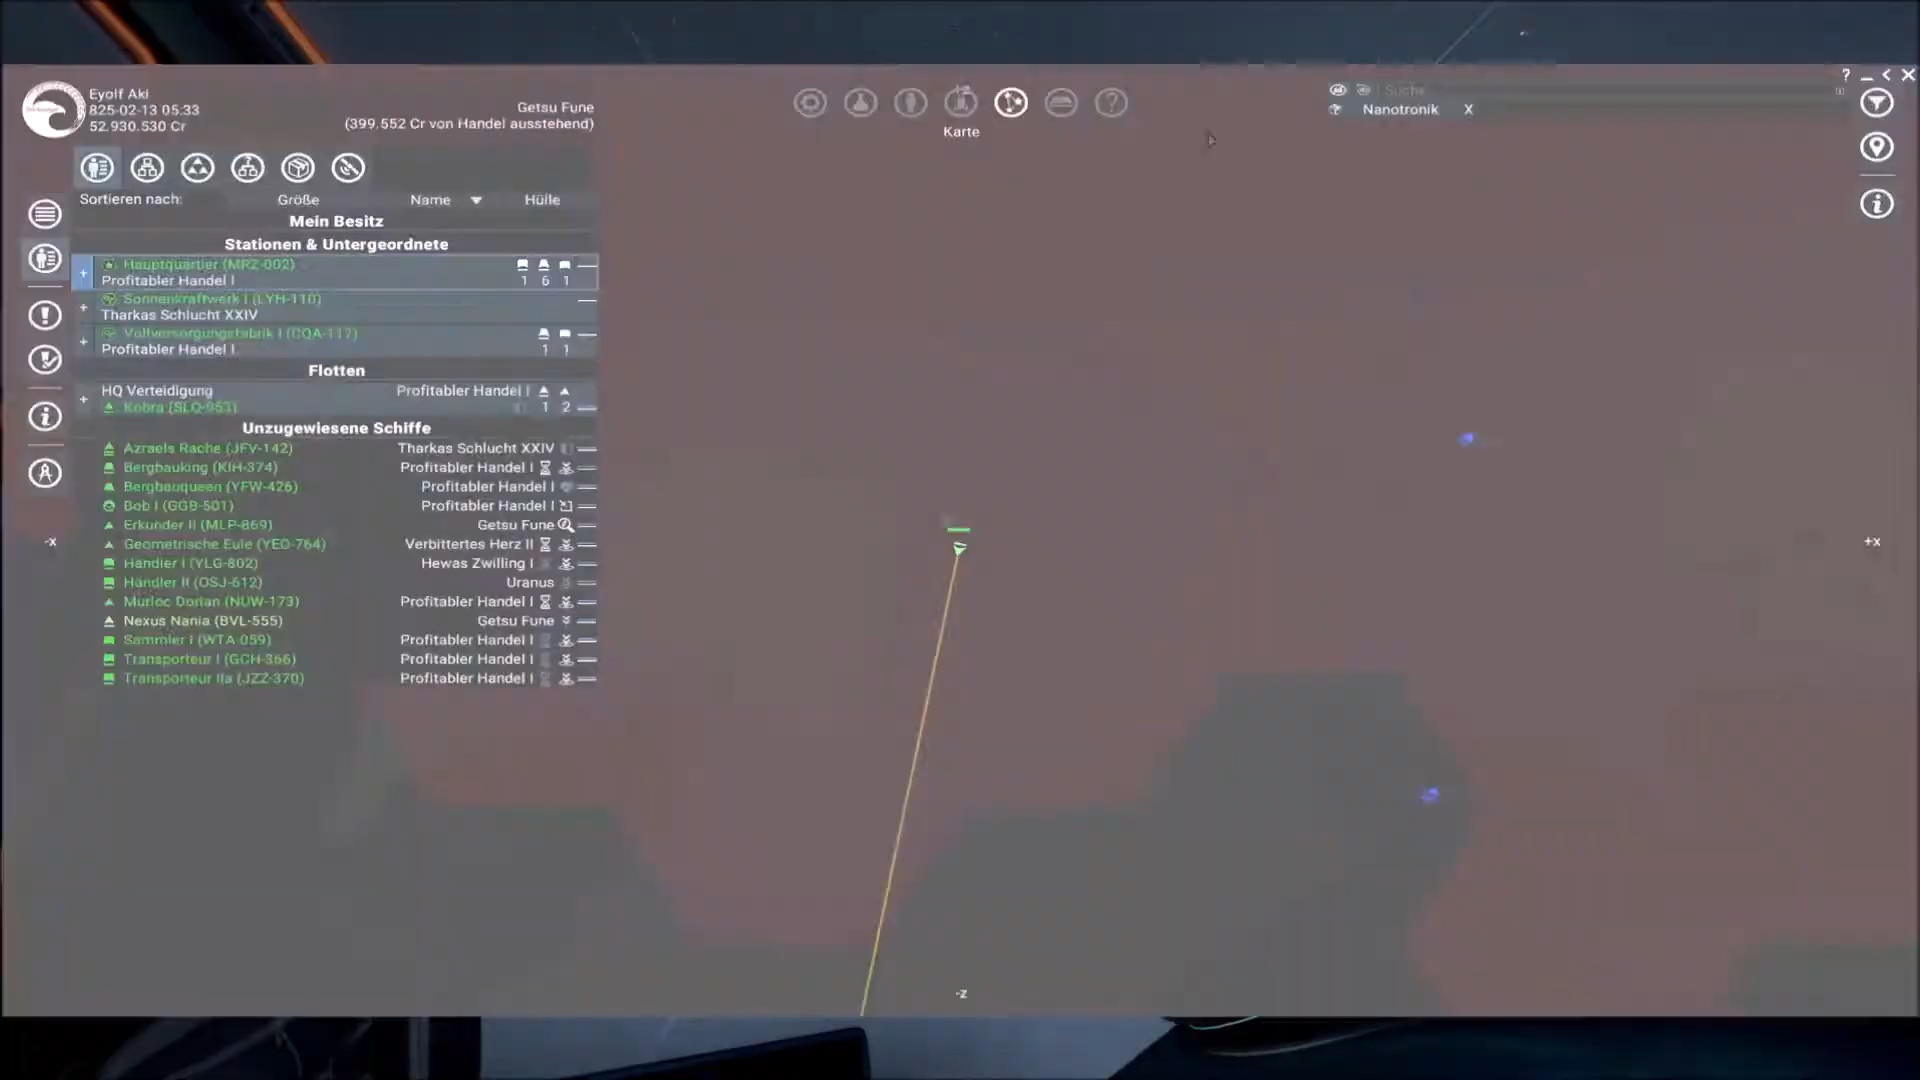 ? _ < X
Eyolf Aki
825-02-13 05.33
52.930.530 Cr
Getsu Fune
(399.552 Cr von Handel ausstehend)
Karte
Suche
Nanotronik X
Sortieren nach: Größe Name Hülle
Mein Besitz
Stationen & Untergeordnete
+ Hauptquartier (MRZ-002)
Profitabler Handel I 1 6 1
+ Sonnenkraftwerk I (LYH-110)
Tharkas Schlucht XXIV
+ Vollversorgungsfabrik I (CQA-117)
Profitabler Handel I 1 1
Flotten
+ HQ Verteidigung Profitabler Handel I
Kobra (SLQ-953) 1 2
Unzugewiesene Schiffe
Azraels Rache (JFV-142) Tharkas Schlucht XXIV
Bergbauking (KIH-374) Profitabler Handel I
Bergbauqueen (YFW-426) Profitabler Handel I
Bob I (GGB-501) Profitabler Handel I
Erkunder II (MLP-869) Getsu Fune
Geometrische Eule (YEO-764) Verbittertes Herz II
Händler I (YLG-802) Hewas Zwilling I
Händler II (OSJ-612) Uranus
Murloc Dorian (NUW-173) Profitabler Handel I
Nexus Nania (BVL-555) Getsu Fune
Sammler I (WTA-059) Profitabler Handel I
Transporteur I (GCH-366) Profitabler Handel I
Transporteur IIa (JZZ-370) Profitabler Handel I
-x
+x
-z